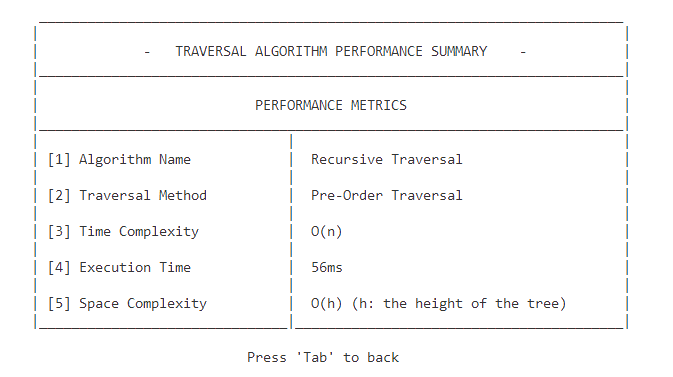 - TRAVERSAL ALGORITHM PERFORMANCE SUMMARY -
PERFORMANCE METRICS
[1] Algorithm Name Recursive Traversal
[2] Traversal Method Pre-Order Traversal
[3] Time Complexity O(n)
[4] Execution Time 56ms
[5] Space Complexity O(h) (h: the height of the tree)
Press 'Tab' to back